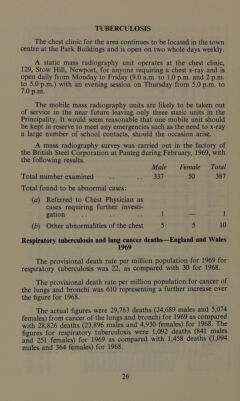 TUBERCULOSIS
The chest clinic for the area continues to be located in the town
centre at the Park Buildings and is open on two whole days weekly.
A static mass radiography unit operates at the chest clinic,
129, Stow Hill, Newport, for anyone requiring a chest x-ray and is
open daily from Monday to Friday (9.0 a.m. to 1.0 p.m. and 2 p.m.
to 5.0 p.m.) with an evening session on Thursday from 5.0 p.m. to
7.0 p.m.
The mobile mass radiography units are likely to be taken out
of service in the near future leaving only three static units in the
Principality. It would seem reasonable that one mobile unit should
be kept in reserve to meet any emergencies such as the need to x-ray
a large number of school contacts, should the occasion arise.
A mass radiography survey was carried out in the factory of
the British Steel Corporation at Panteg during February, 1969, with
the following results.
Male Female Total
Total number examined .. .. 337 50 387
Total found to be abnormal cases:
(a) Referred to Chest Physician as
cases requiring further investi-
gation .. .. .. 1 — 1
(b) Other abnormalities of the chest 5 5 10
Respiratory tuberculosis and lung cancer deaths—England and Wales
1969
The provisional death rate per million population for 1969 for
respiratory tuberculosis was 22, as compared with 30 for 1968.
The provisional death rate per million population for cancer of
the lungs and bronchi was 610 representing a further increase over
the figure for 1968.
The actual figures were 29,763 deaths (24,689 males and 5,074
females) from cancer of the lungs and bronchi for 1969 as compared
with 28,826 deaths (23,896 males and 4,930 females) for 1968. The
figures for respiratory tuberculosis were 1,092 deaths (841 males
and 251 females) for 1969 as compared with 1,458 deaths (1,094
males and 364 females) for 1968.
26